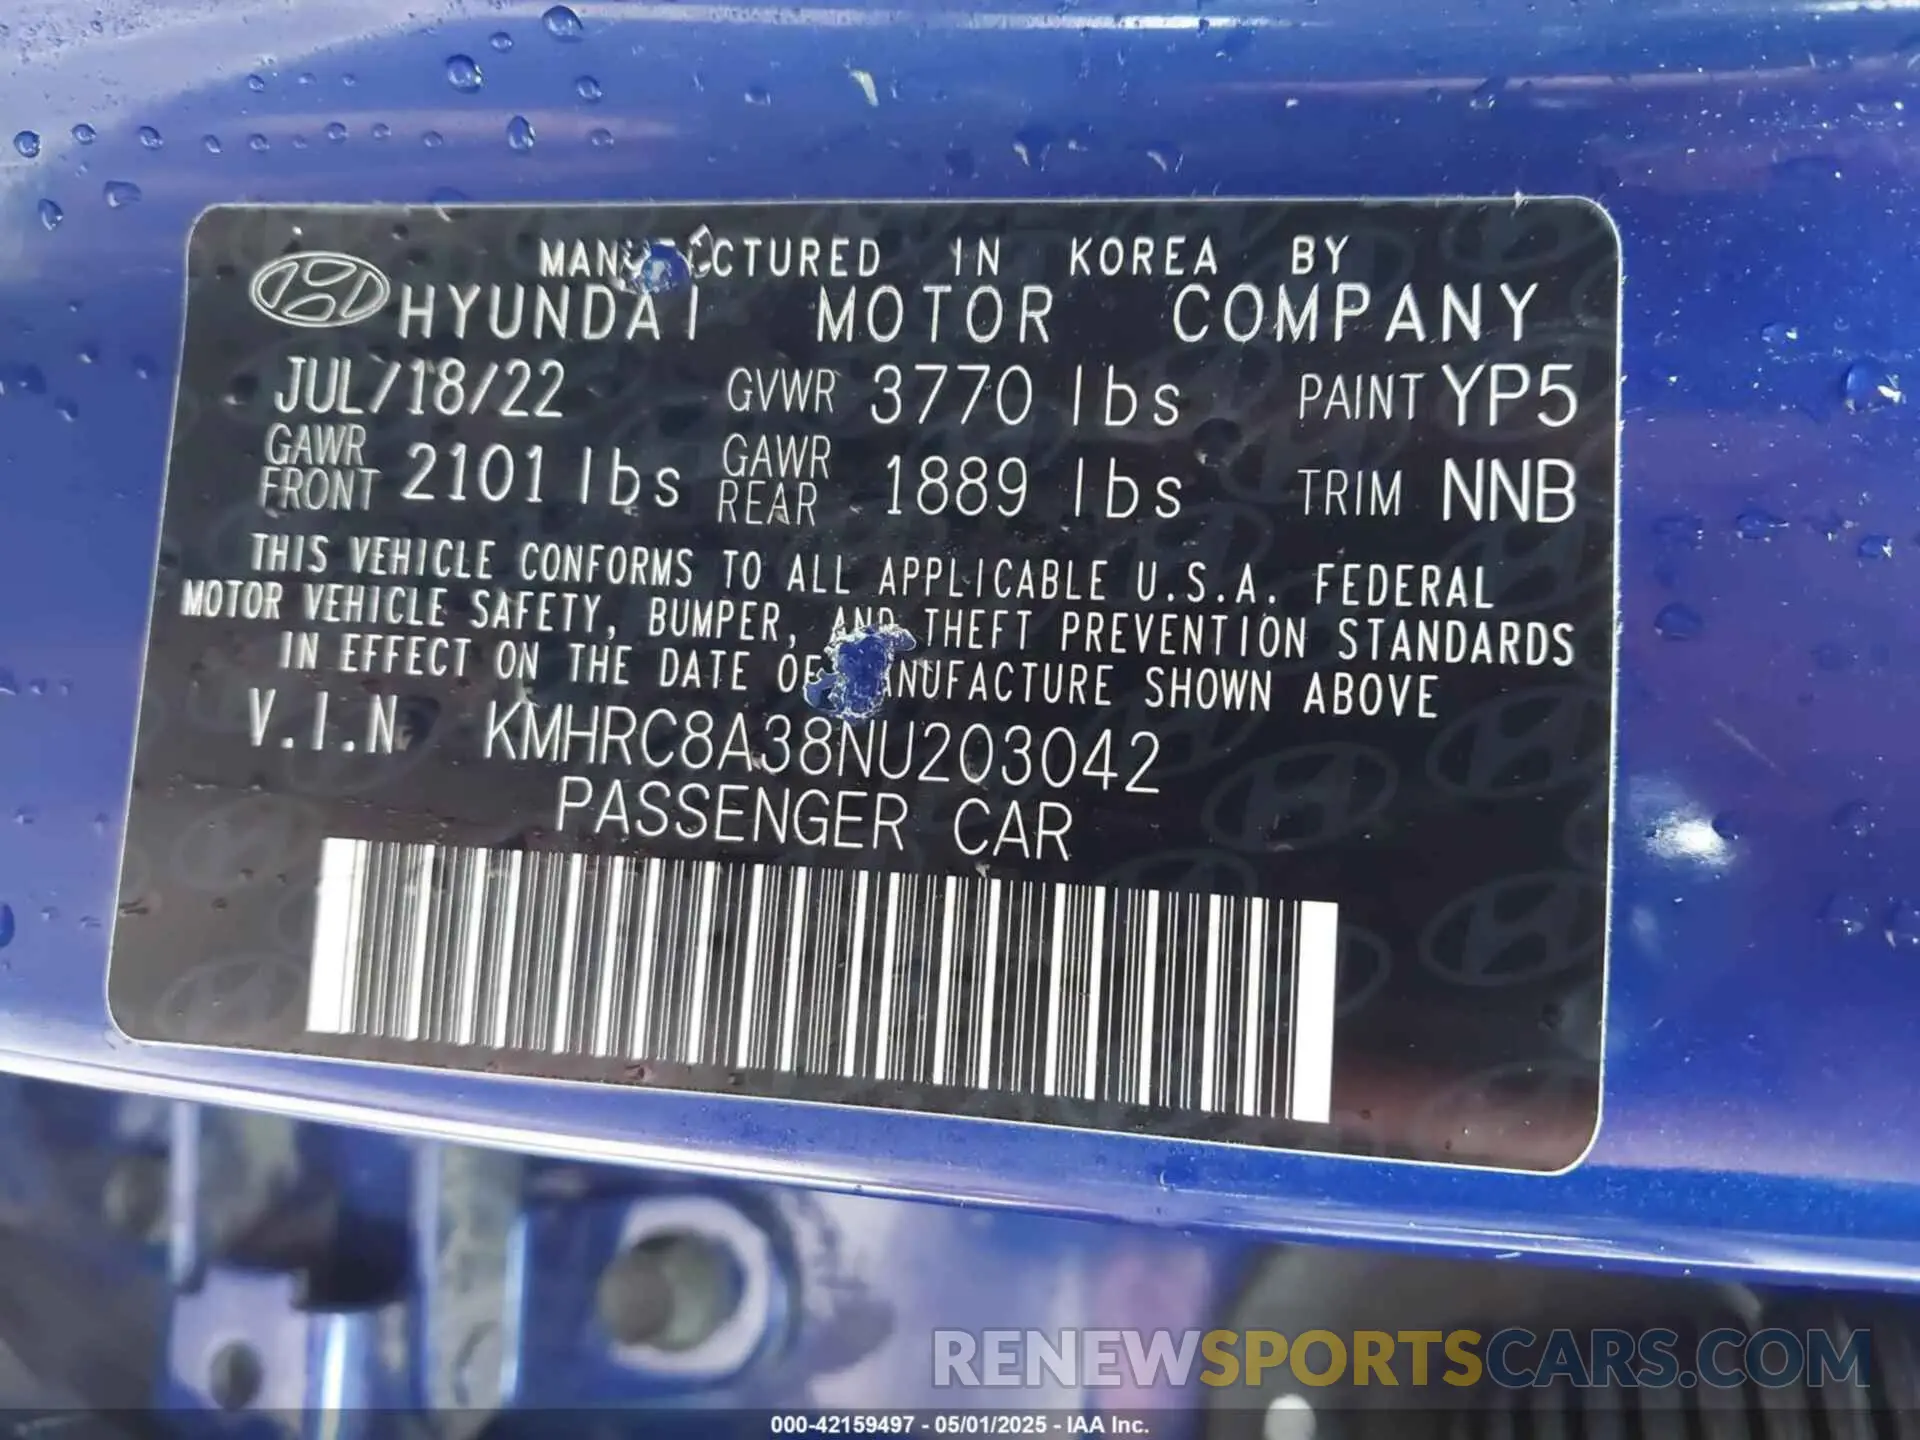 MANUFACTURED IN KOREA BY
HYUNDAI MOTOR COMPANY
JUL/18/22 GVWR 3770 lbs PAINT YP5
GAWR FRONT 2101 lbs GAWR REAR 1889 lbs TRIM NNB
THIS VEHICLE CONFORMS TO ALL APPLICABLE U.S.A. FEDERAL
MOTOR VEHICLE SAFETY, BUMPER, AND THEFT PREVENTION STANDARDS
IN EFFECT ON THE DATE OF MANUFACTURE SHOWN ABOVE
V.I.N KMHRC8A38NU203042
PASSENGER CAR
RENEWSPORTSCARS.COM
000-42159497 - 05/01/2025 - IAA Inc.